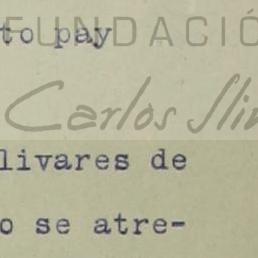 FUNDACIÓ
to pay
Carlos Slim
livares de
o se atre-